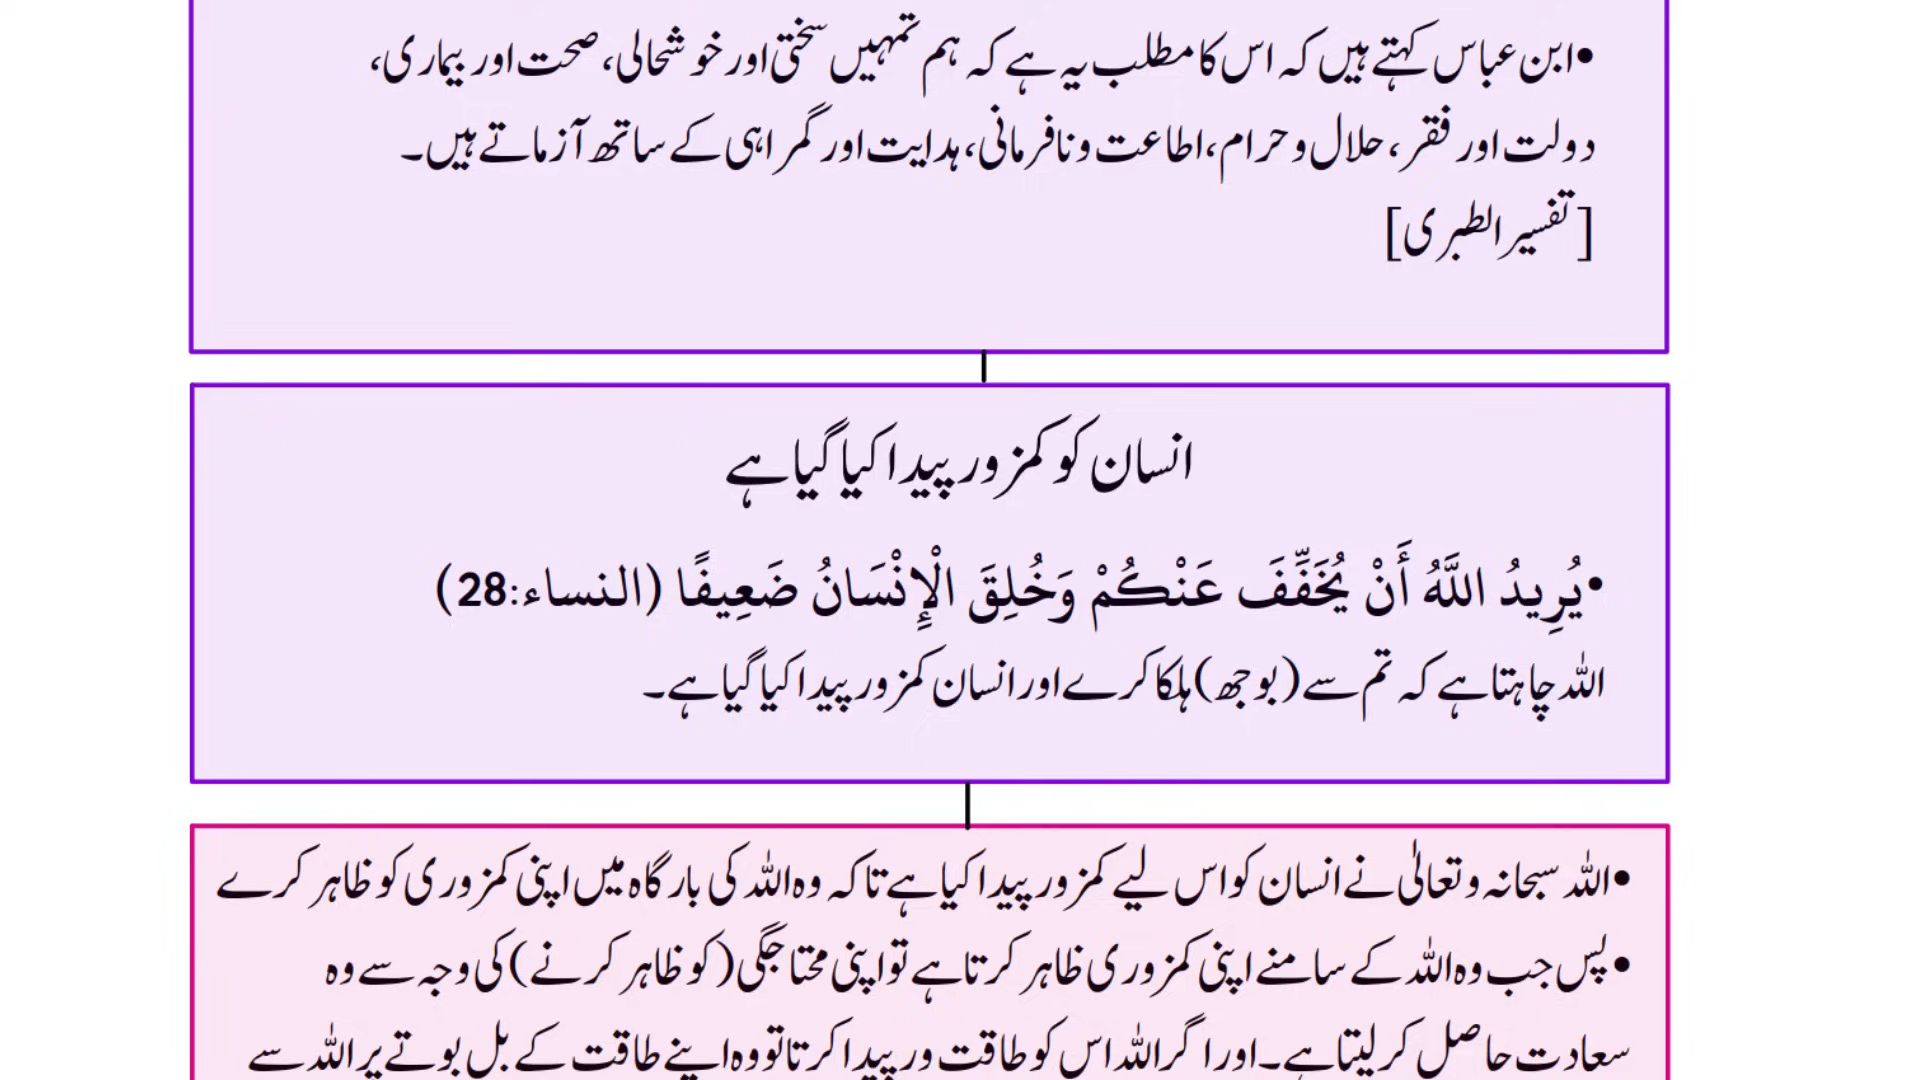 •ابن عباس کہتے ہیں کہ اس کا مطلب یہ ہے کہ ہم تمہیں سختی اور خوشحالی، صحت اور بیماری،
دولت اور فقر، حلال و حرام، اطاعت و نافرمانی، ہدایت اور گمراہی کے ساتھ آزماتے ہیں۔
[تفسیر الطبری]
انسان کو کمزور پیدا کیا گیا ہے
•يُرِيدُ اللَّهُ أَنْ يُخَفِّفَ عَنْكُمْ وَخُلِقَ الْإِنْسَانُ ضَعِيفًا (النساء:28)
اللہ چاہتا ہے کہ تم سے (بوجھ) ہلکا کرے اور انسان کمزور پیدا کیا گیا ہے۔
•اللہ سبحانہ و تعالیٰ نے انسان کو اس لیے کمزور پیدا کیا ہے تاکہ وہ اللہ کی بارگاہ میں اپنی کمزوری کو ظاہر کرے
•پس جب وہ اللہ کے سامنے اپنی کمزوری ظاہر کرتا ہے تو اپنی محتاجگی (کو ظاہر کرنے) کی وجہ سے وہ
سعادت حاصل کر لیتا ہے۔ اور اگر اللہ اس کو طاقت ور پیدا کرتا تو وہ اپنے طاقت کے بل بوتے پر اللہ سے